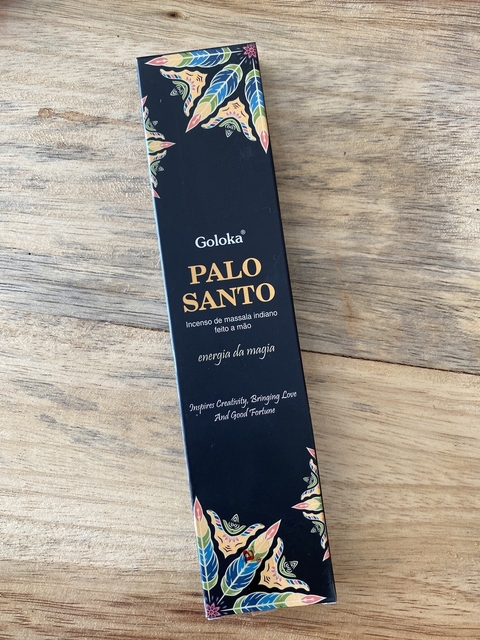 Goloka®
PALO
SANTO
Incenso de massala indiano
feito a mão
energia da magia
Inspires Creativity, Bringing Love
And Good Fortune